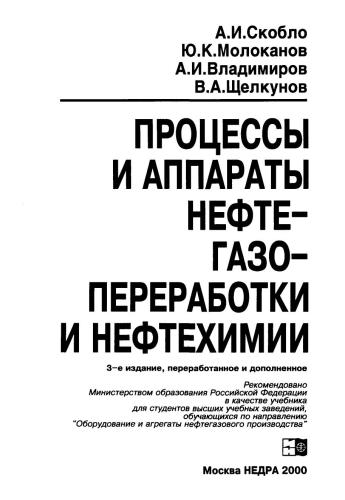 А.И.Скобло
Ю.К.Молоканов
А.И.Владимиров
В.А.Щелкунов
ПРОЦЕССЫ
И АППАРАТЫ
НЕФТЕ-
ГАЗО-
ПЕРЕРАБОТКИ
И НЕФТЕХИМИИ
3-е издание, переработанное и дополненное
Рекомендовано
Министерством образования Российской Федерации
в качестве учебника
для студентов высших учебных заведений,
обучающихся по направлению
"Оборудование и агрегаты нефтегазового производства"
Москва НЕДРА 2000